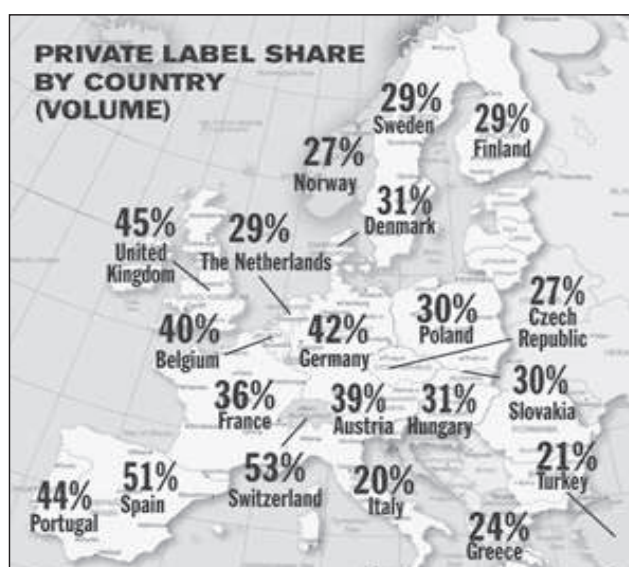 PRIVATE LABEL SHARE
BY COUNTRY
(VOLUME)
29%
Sweden
29%
Finland
27%
Norway
31%
Denmark
45%
United
Kingdom
29%
The Netherlands
27%
Czech
Republic
30%
Poland
40%
Belgium
42%
Germany
30%
Slovakia
36%
France
39%
Austria
31%
Hungary
21%
Turkey
51%
Spain
53%
Switzerland
20%
Italy
44%
Portugal
24%
Greece